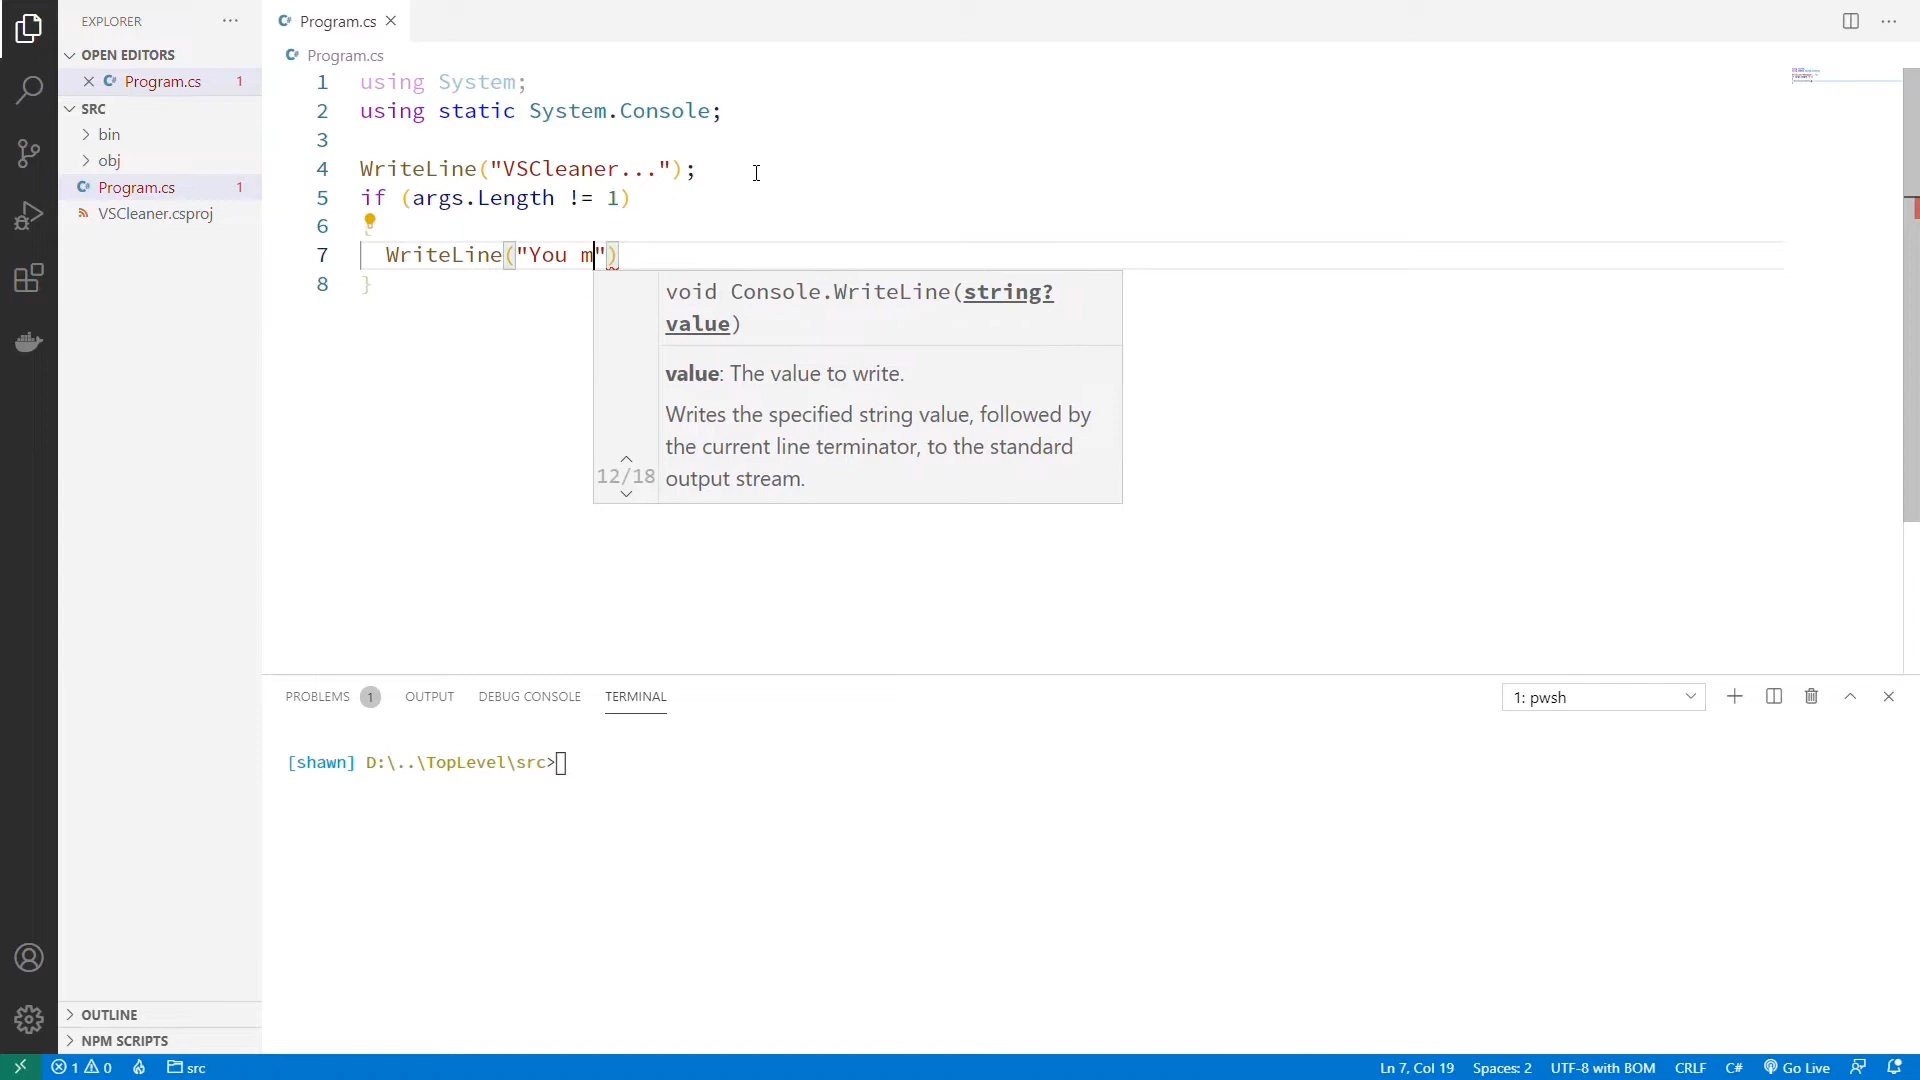 EXPLORER
OPEN EDITORS
Program.cs 1
SRC
bin
obj
Program.cs 1
VSCleaner.csproj
OUTLINE
NPM SCRIPTS
Program.cs
Program.cs
1 using System;
2 using static System.Console;
3
4 WriteLine("VSCleaner...");
5 if (args.Length != 1)
6 {
7 WriteLine("You m")
8 }
void Console.WriteLine(string?
value)
value: The value to write.
Writes the specified string value, followed by
the current line terminator, to the standard
output stream.
12/18
PROBLEMS 1 OUTPUT DEBUG CONSOLE TERMINAL
1: pwsh
[shawn] D:\..\TopLevel\src>
1 0 src
Ln 7, Col 19 Spaces: 2 UTF-8 with BOM CRLF C# Go Live